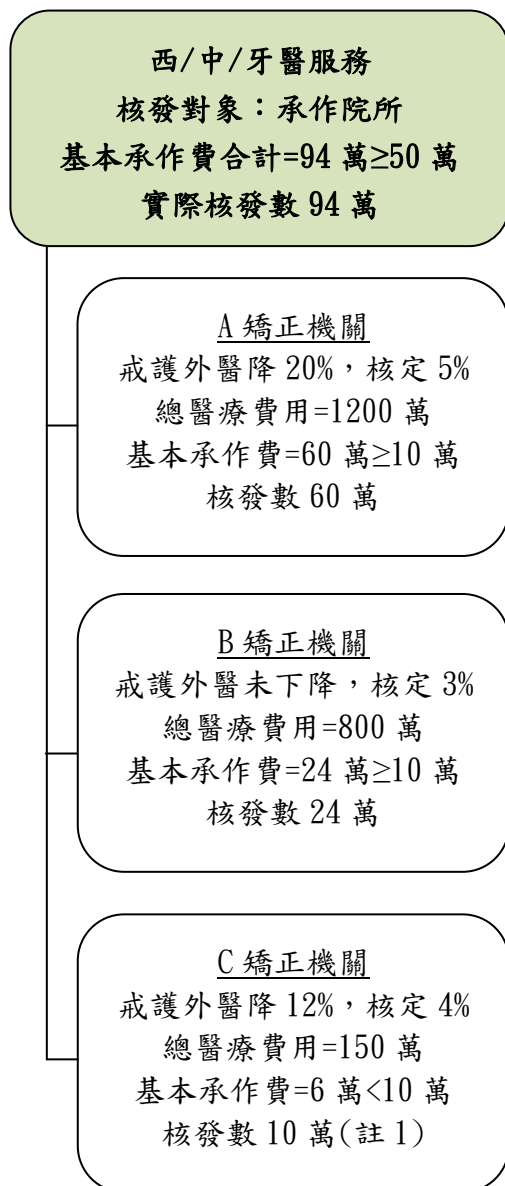 西/中/牙醫服務
核發對象：承作院所
基本承作費合計=94 萬≥50 萬
實際核發數 94 萬
A 矯正機關
戒護外醫降 20%，核定 5%
總醫療費用=1200 萬
基本承作費=60 萬≥10 萬
核發數 60 萬
B 矯正機關
戒護外醫未下降，核定 3%
總醫療費用=800 萬
基本承作費=24 萬≥10 萬
核發數 24 萬
C 矯正機關
戒護外醫降 12%，核定 4%
總醫療費用=150 萬
基本承作費=6 萬<10 萬
核發數 10 萬(註 1)